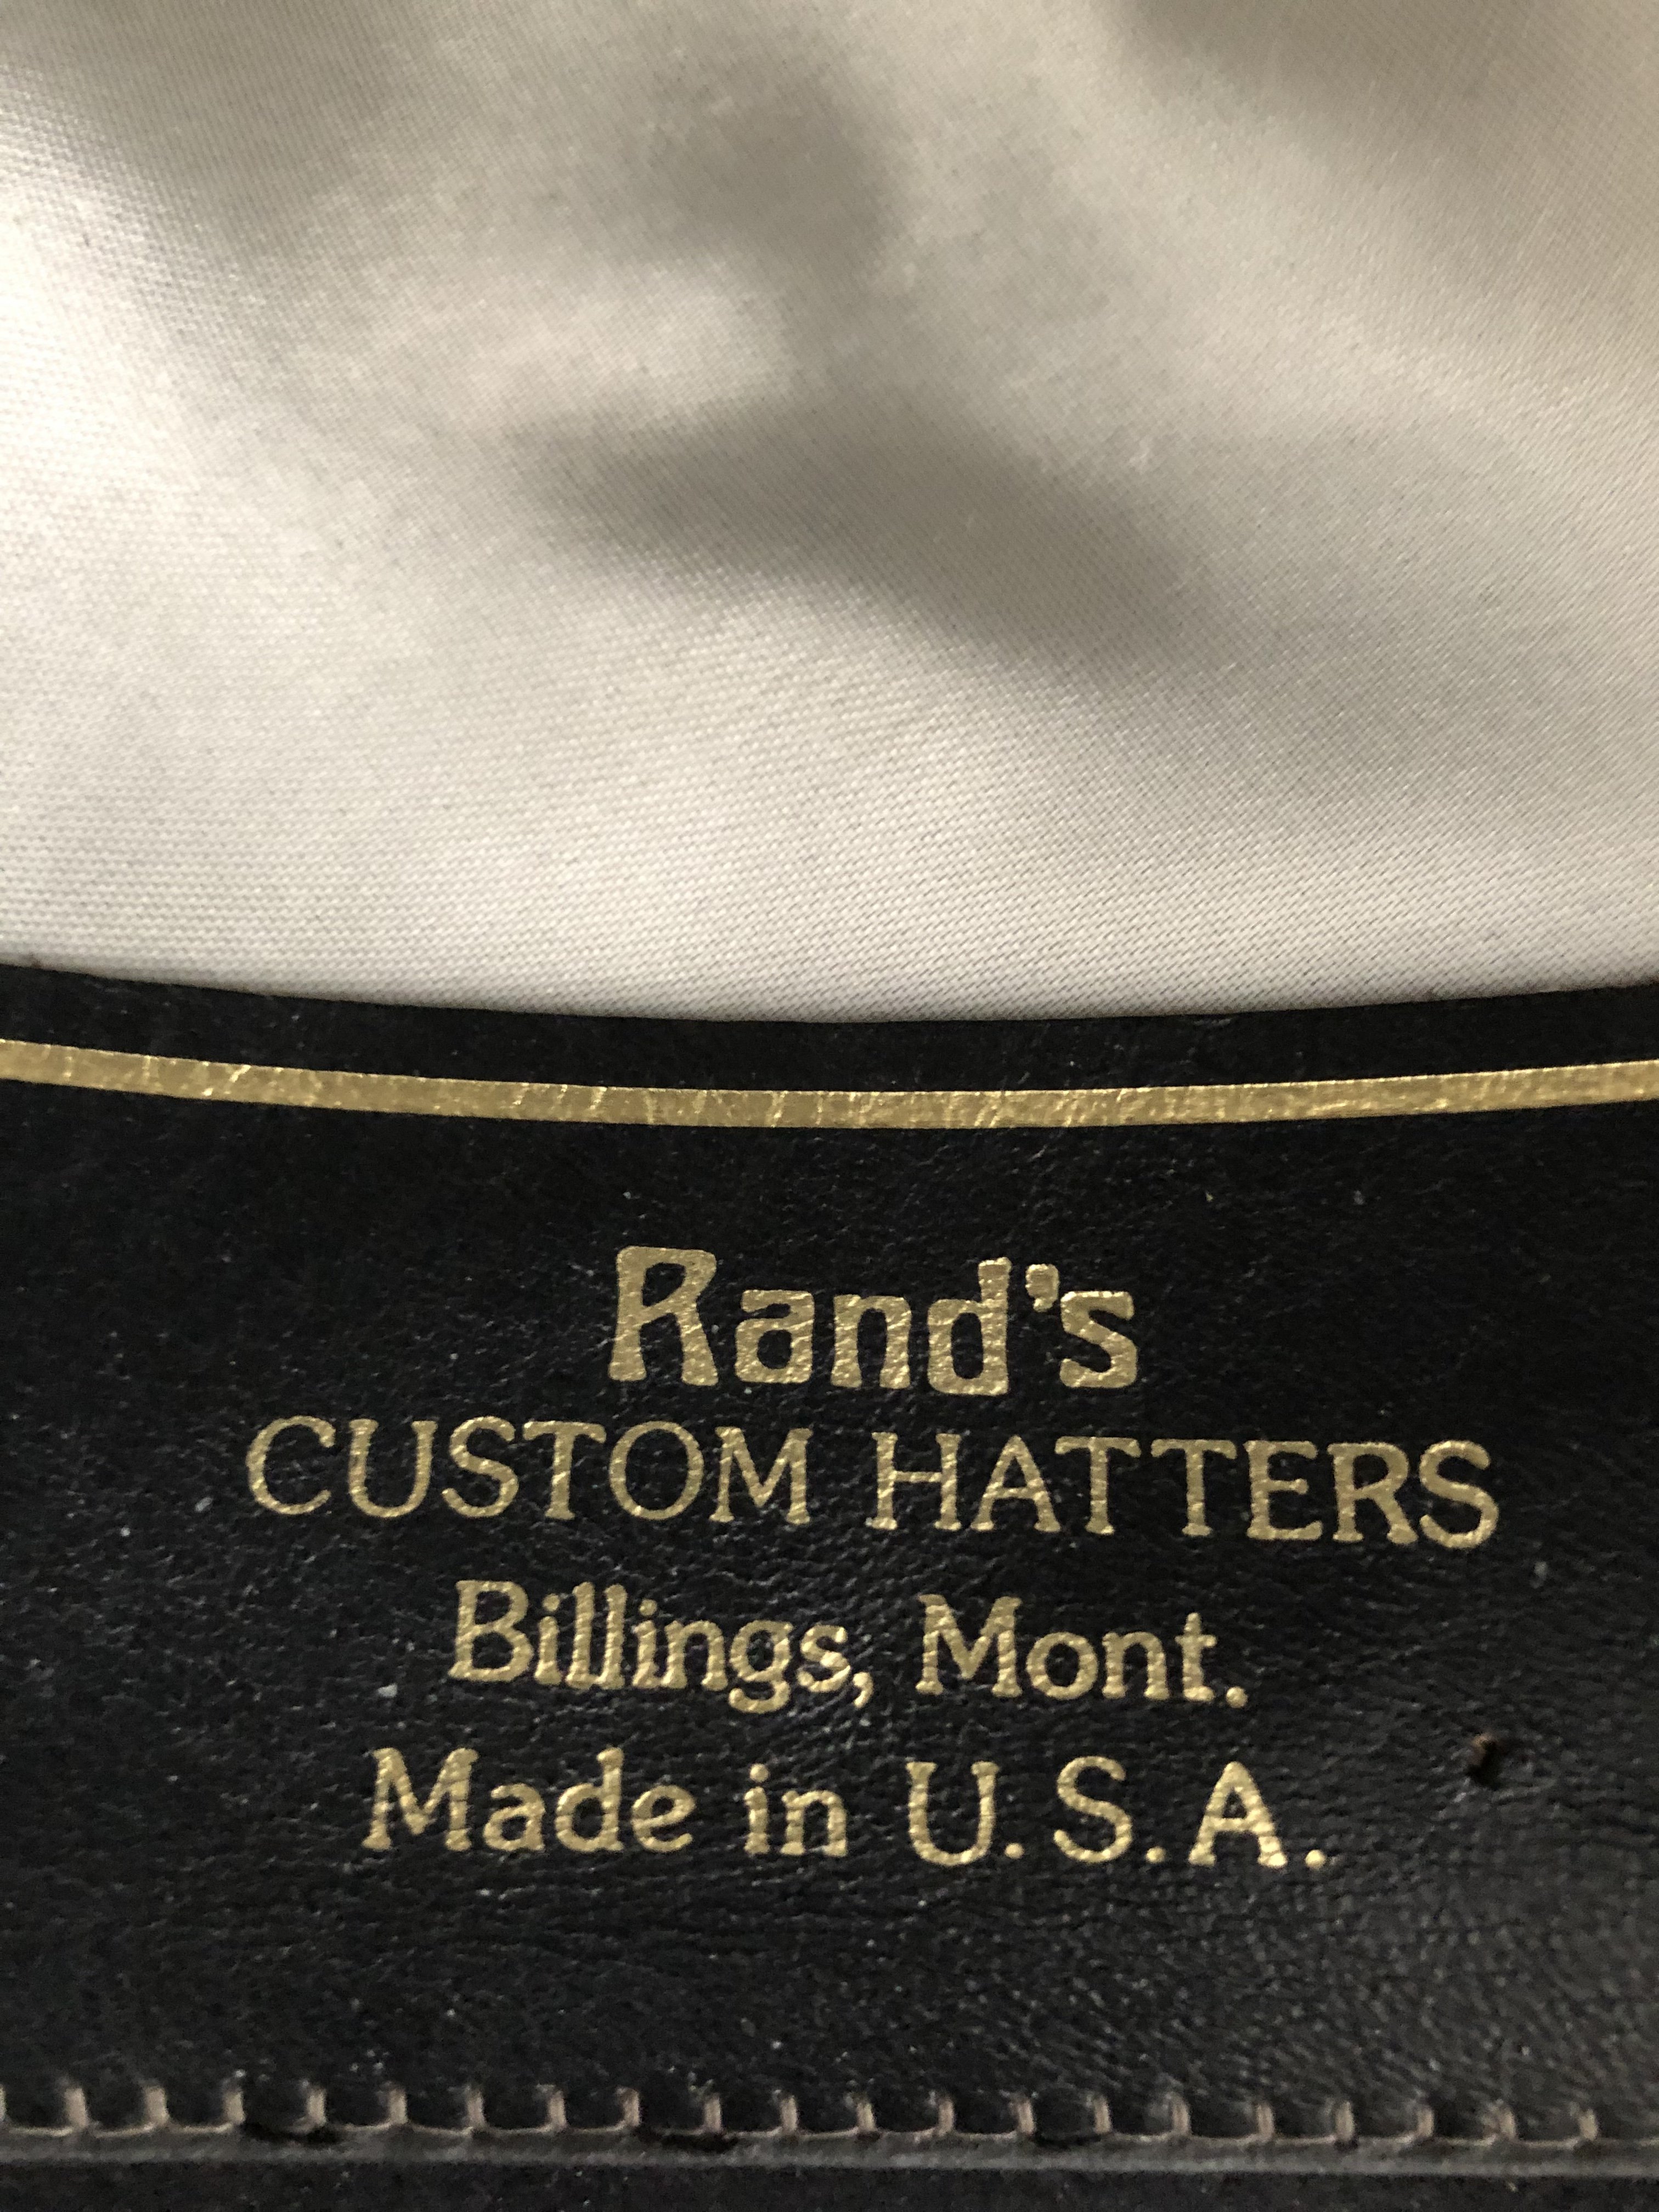 Rand's
CUSTOM HATTERS
Billings, Mont.
Made in U.S.A.